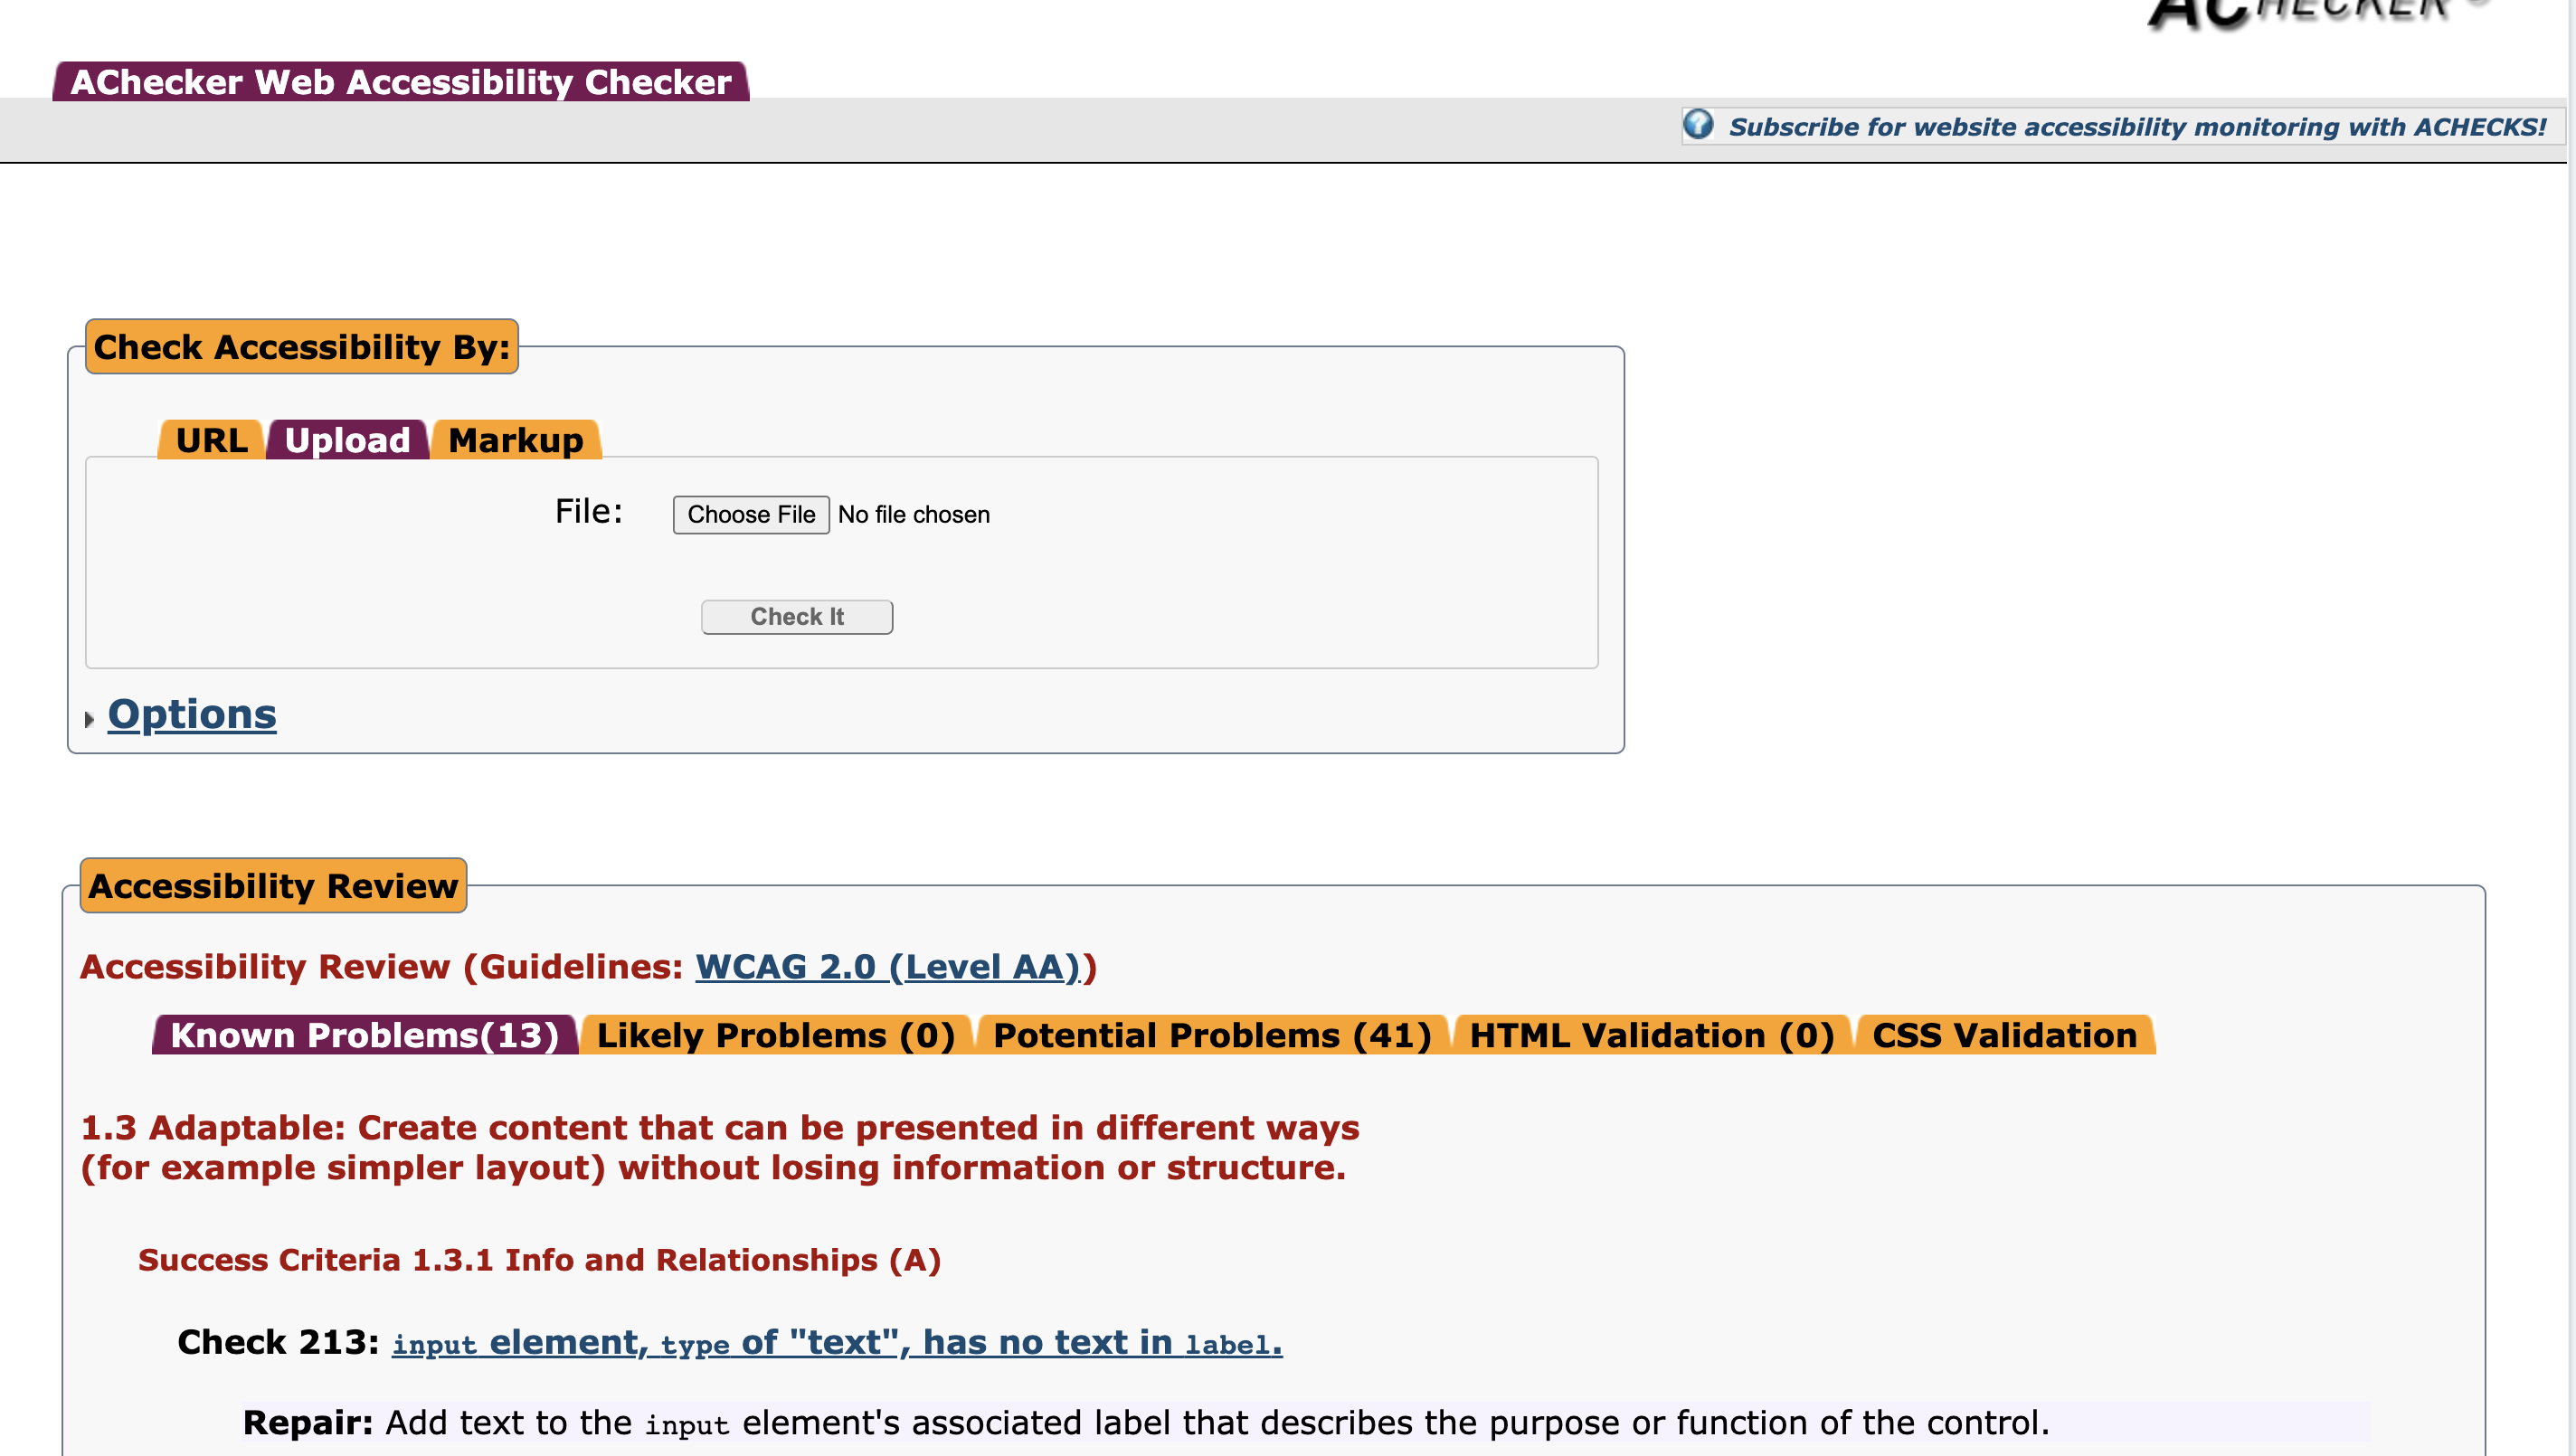 ACHECKER
AChecker Web Accessibility Checker
Subscribe for website accessibility monitoring with ACHECKS!
Check Accessibility By:
URL Upload Markup
File: Choose File No file chosen
Check It
Options
Accessibility Review
Accessibility Review (Guidelines: WCAG 2.0 (Level AA))
Known Problems(13) Likely Problems (0) Potential Problems (41) HTML Validation (0) CSS Validation
1.3 Adaptable: Create content that can be presented in different ways
(for example simpler layout) without losing information or structure.
Success Criteria 1.3.1 Info and Relationships (A)
Check 213: input element, type of "text", has no text in label.
Repair: Add text to the input element's associated label that describes the purpose or function of the control.